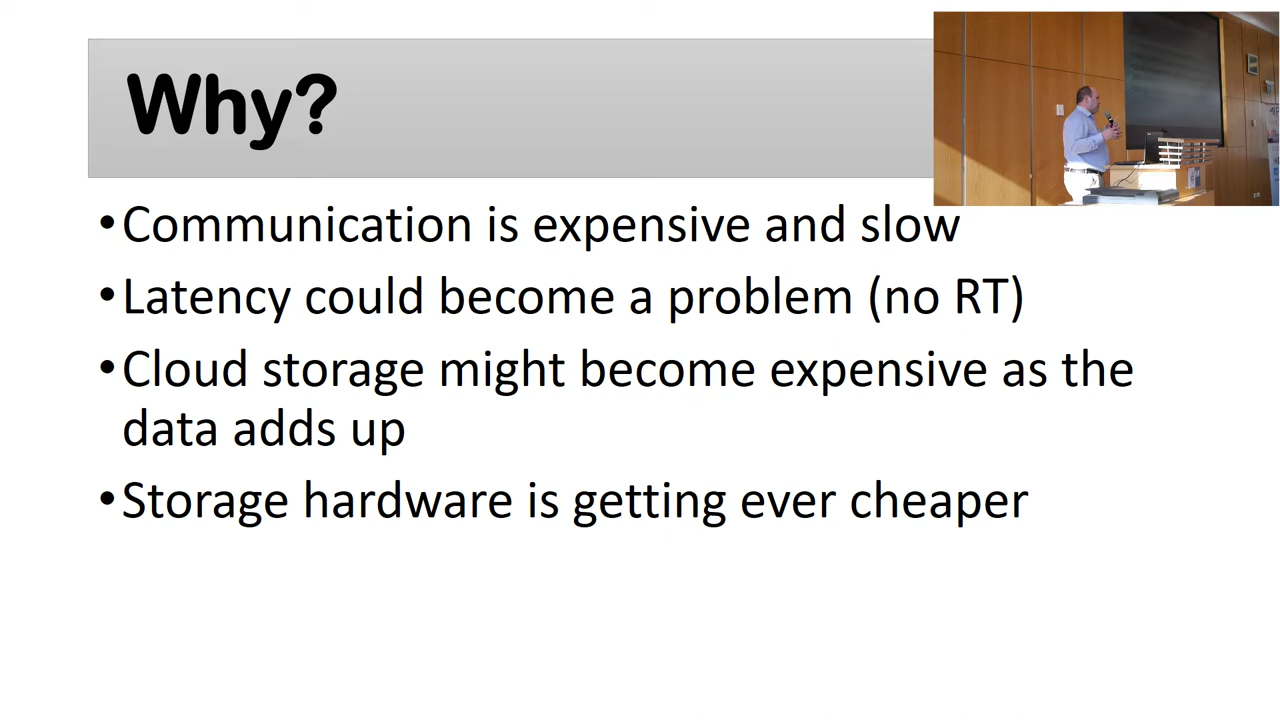 Why?
•Communication is expensive and slow
•Latency could become a problem (no RT)
•Cloud storage might become expensive as the
data adds up
•Storage hardware is getting ever cheaper